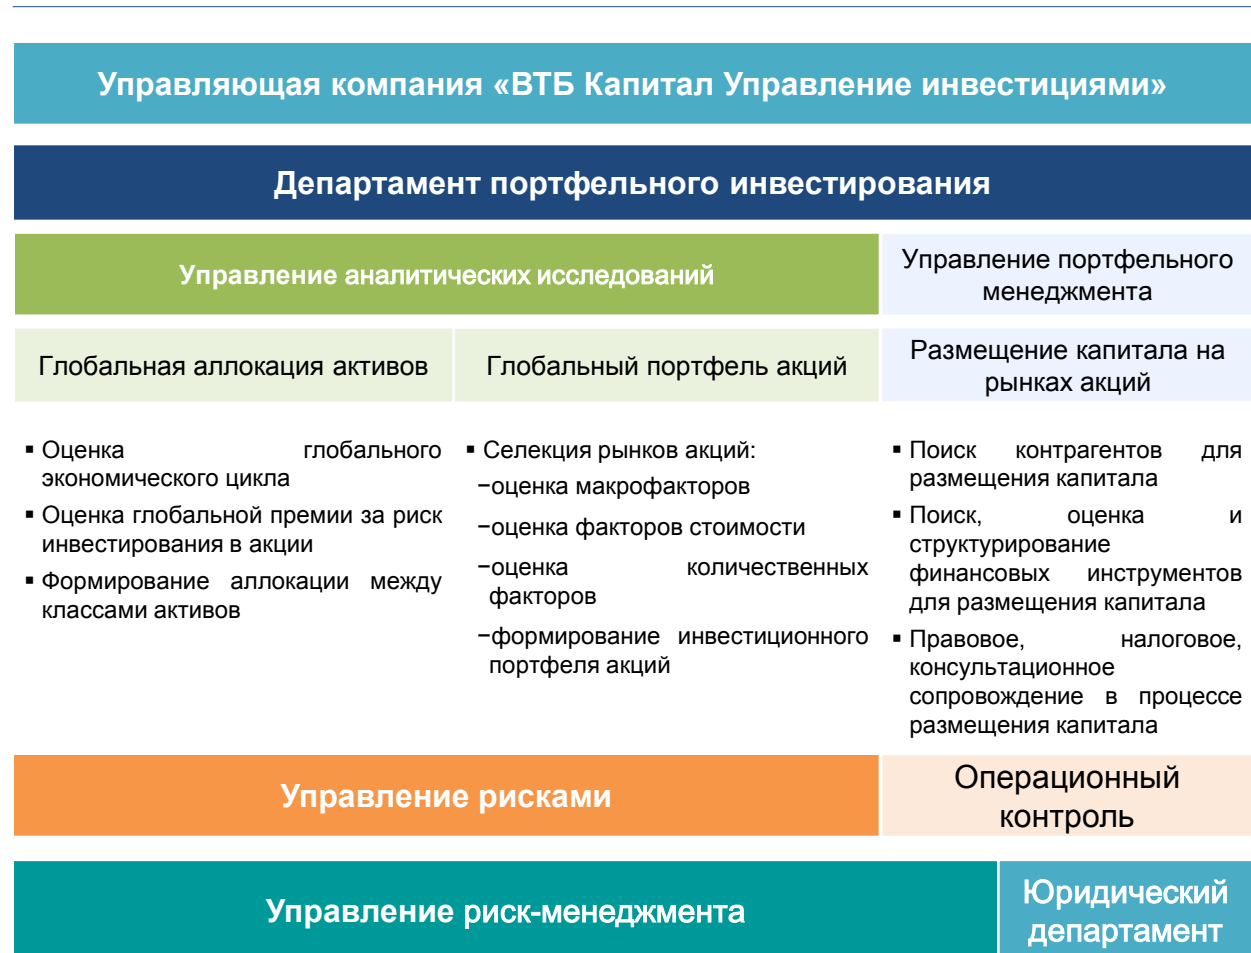 Управляющая компания «ВТБ Капитал Управление инвестициями»
Департамент портфельного инвестирования
Управление аналитических исследований
Управление портфельного
менеджмента
Глобальная аллокация активов
Глобальный портфель акций
Размещение капитала на
рынках акций
▪ Оценка глобального
экономического цикла
▪ Оценка глобальной премии за риск
инвестирования в акции
▪ Формирование аллокации между
классами активов
▪ Селекция рынков акций:
−оценка макрофакторов
−оценка факторов стоимости
−оценка количественных
факторов
−формирование инвестиционного
портфеля акций
▪ Поиск контрагентов для
размещения капитала
▪ Поиск, оценка и
структурирование
финансовых инструментов
для размещения капитала
▪ Правовое, налоговое,
консультационное
сопровождение в процессе
размещения капитала
Управление рисками
Операционный
контроль
Управление риск-менеджмента
Юридический
департамент